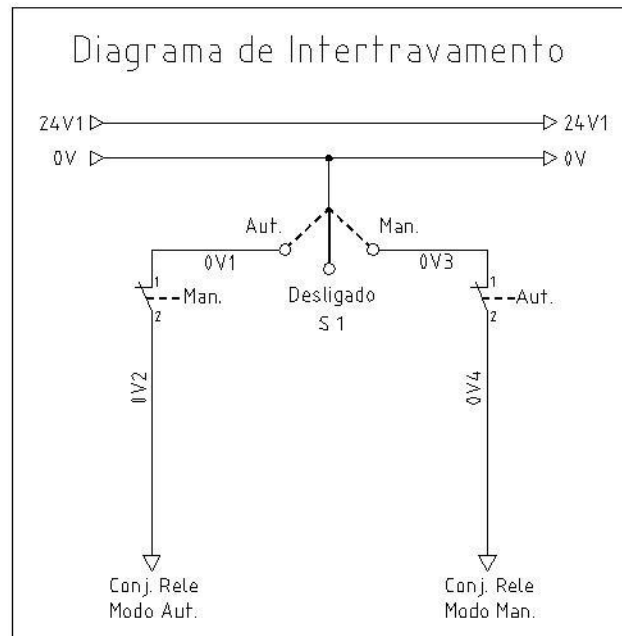 Diagrama de Intertravamento
24V1
24V1
0V
0V
Aut.
Man.
0V1
0V3
Desligado
S1
1
Man.
2
1
Aut.
2
0V2
0V4
Conj. Rele
Modo Aut.
Conj. Rele
Modo Man.